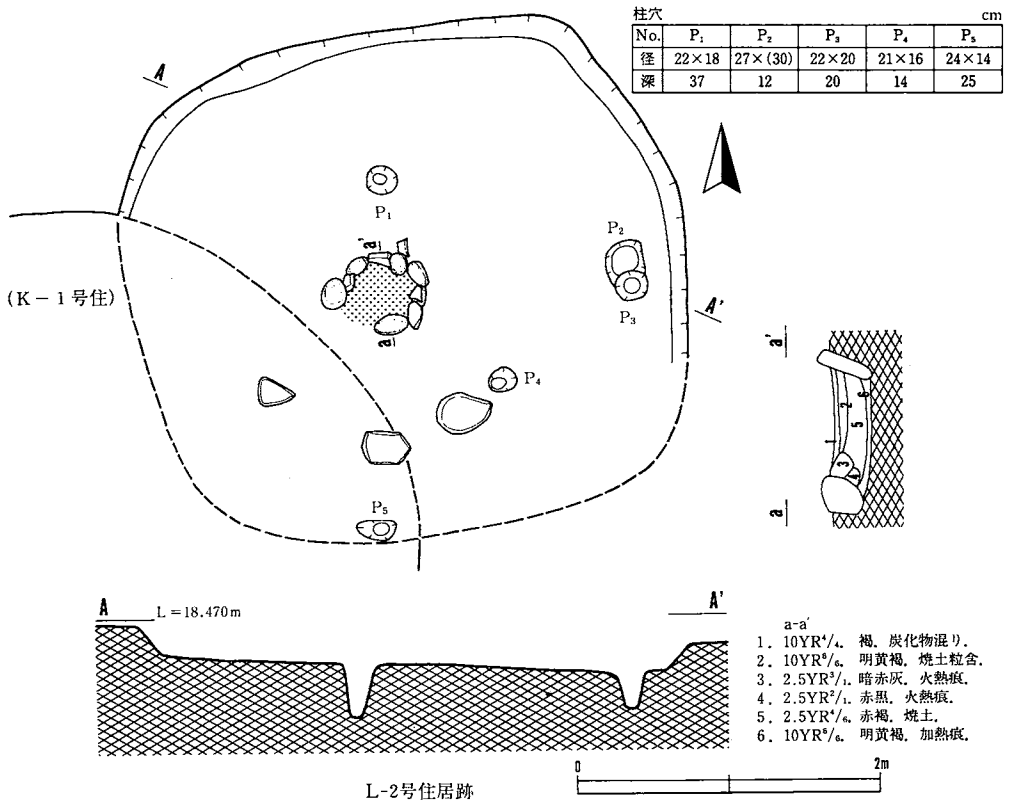 柱穴 cm
No. P₁ P₂ P₃ P₄ P₅
径 22×18 27×(30) 22×20 21×16 24×14
深 37 12 20 14 25
A
P₁
a'
P₂
(K-1号住)
P₃
A'
a
P₄
P₅
a'
1 2 3 4 5 6
a
A L=18.470m A'
a-a'
1. 10YR⁴/₄. 褐. 炭化物混り.
2. 10YR⁶/₆. 明黄褐. 焼土粒含.
3. 2.5YR³/₁. 暗赤灰. 火熱痕.
4. 2.5YR²/₁. 赤黒. 火熱痕.
5. 2.5YR⁴/₆. 赤褐. 焼土.
6. 10YR⁶/₆. 明黄褐. 加熱痕.
0 2m
L-2号住居跡